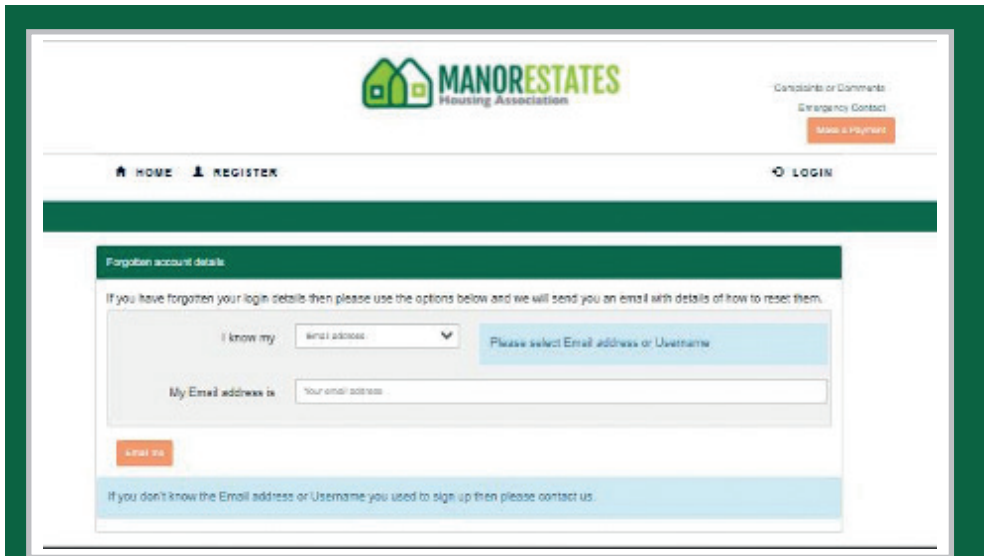 MANORESTATES
Housing Association
Complaints or Comments
Emergency Contact
Make a Payment
HOME REGISTER LOGIN
Forgotten account details
If you have forgotten your login details then please use the options below and we will send you an email with details of how to reset them.
I know my Email address Please select Email address or Username
My Email address is Your email address
Email me
If you don't know the Email address or Username you used to sign up then please contact us.